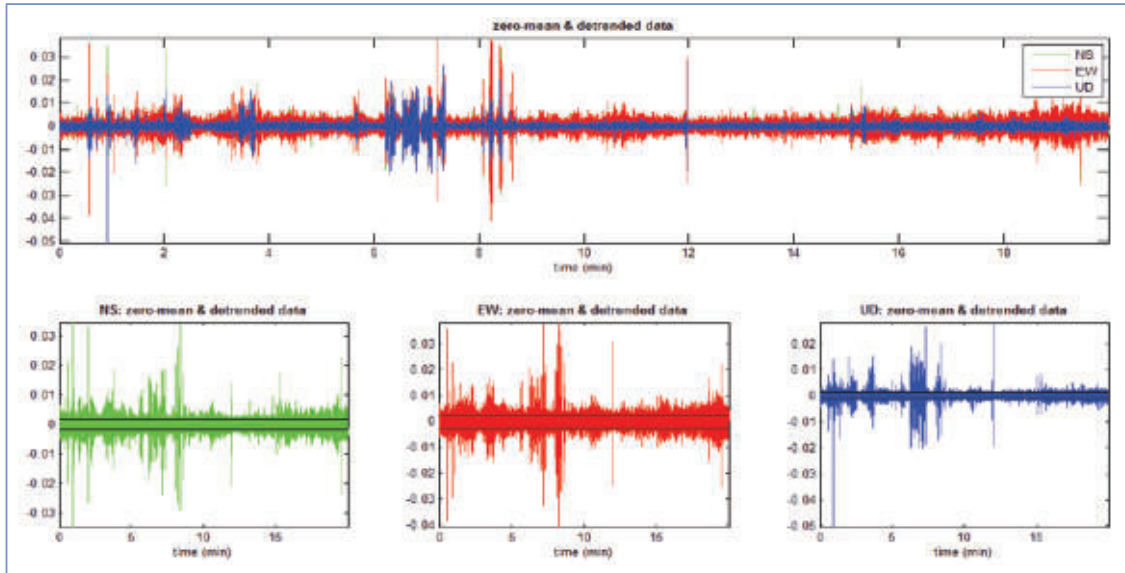 zero-mean & detrended data
0.03
0.02
0.01
0
-0.01
-0.02
-0.03
-0.04
-0.05
NS
EW
UD
0 2 4 6 8 10 12 14 16 18
time (min)
NS: zero-mean & detrended data
0.03
0.02
0.01
0
-0.01
-0.02
-0.03
0 5 10 15
time (min)
EW: zero-mean & detrended data
0.03
0.02
0.01
0
-0.01
-0.02
-0.03
-0.04
0 5 10 15
time (min)
UD: zero-mean & detrended data
0.02
0.01
0
-0.01
-0.02
-0.03
-0.04
-0.05
0 5 10 15
time (min)